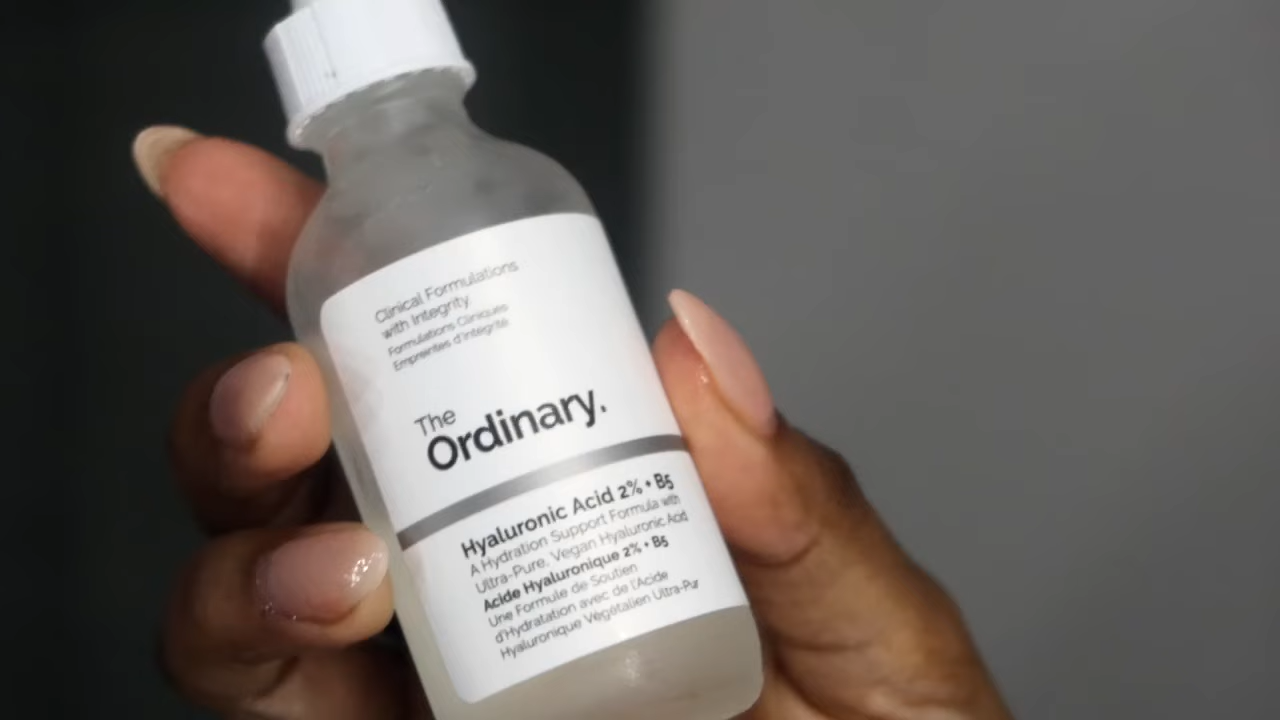 Clinical Formulations
with Integrity
Formulations Cliniques
Empreintes d'intégrité
The
Ordinary.
Hyaluronic Acid 2% + B5
A Hydration Support Formula with
Ultra-Pure, Vegan Hyaluronic Acid
Acide Hyaluronique 2% + B5
Une Formule de Soutien
d'Hydratation avec de l'Acide
Hyaluronique Végétalien Ultra-Pur